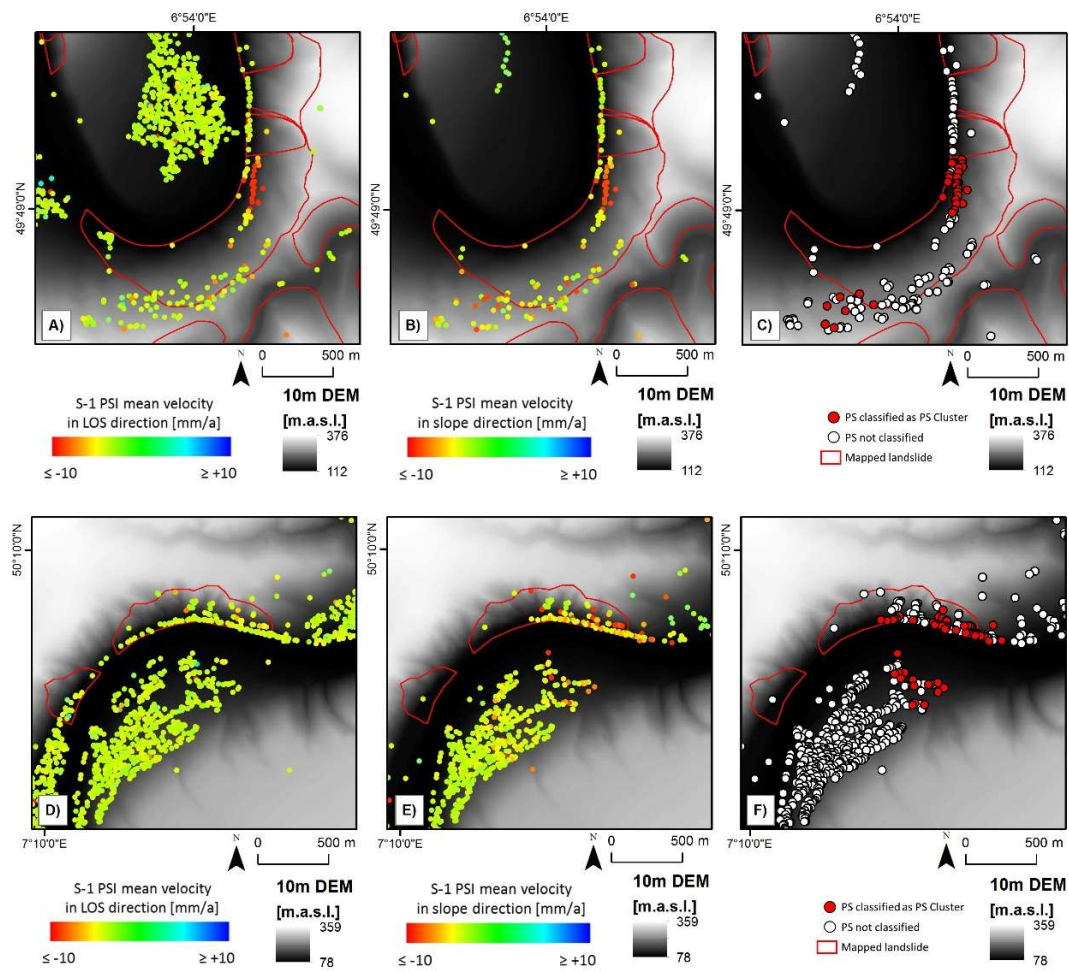 6°54'0"E
6°54'0"E
6°54'0"E
49°49'0"N
49°49'0"N
49°49'0"N
A)
B)
C)
N
0 500 m
N
0 500 m
N
0 500 m
S-1 PSI mean velocity
in LOS direction [mm/a]
≤ -10 ≥ +10
10m DEM
[m.a.s.l.]
376
112
S-1 PSI mean velocity
in slope direction [mm/a]
≤ -10 ≥ +10
10m DEM
[m.a.s.l.]
376
112
PS classified as PS Cluster
PS not classified
Mapped landslide
10m DEM
[m.a.s.l.]
376
112
50°10'0"N
50°10'0"N
50°10'0"N
D)
E)
F)
7°10'0"E
7°10'0"E
7°10'0"E
N
0 500 m
N
0 500 m
N
0 500 m
S-1 PSI mean velocity
in LOS direction [mm/a]
≤ -10 ≥ +10
10m DEM
[m.a.s.l.]
359
78
S-1 PSI mean velocity
in slope direction [mm/a]
≤ -10 ≥ +10
10m DEM
[m.a.s.l.]
359
78
PS classified as PS Cluster
PS not classified
Mapped landslide
10m DEM
[m.a.s.l.]
359
78